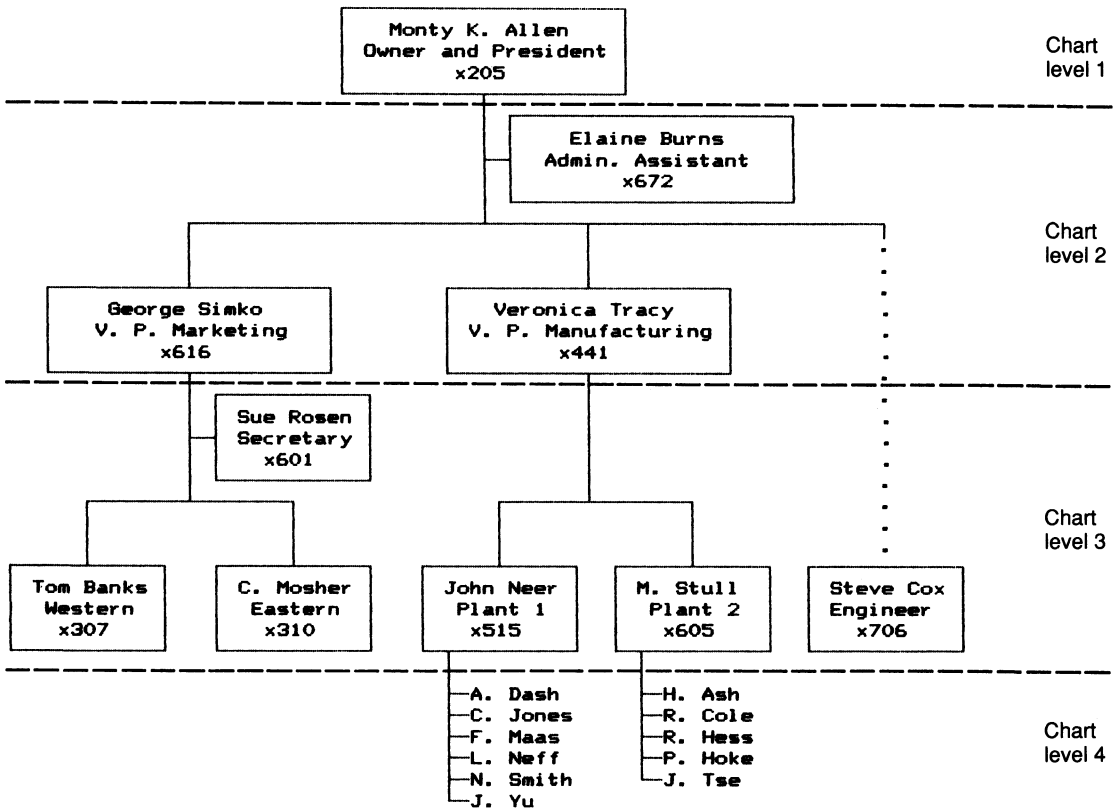 Monty K. Allen
Owner and President
x205
Chart
level 1
Elaine Burns
Admin. Assistant
x672
Chart
level 2
George Simko
V. P. Marketing
x616
Veronica Tracy
V. P. Manufacturing
x441
Sue Rosen
Secretary
x601
Chart
level 3
Tom Banks
Western
x307
C. Mosher
Eastern
x310
John Neer
Plant 1
x515
M. Stull
Plant 2
x605
Steve Cox
Engineer
x706
A. Dash
C. Jones
F. Maas
L. Neff
N. Smith
J. Yu
H. Ash
R. Cole
R. Hess
P. Hoke
J. Tse
Chart
level 4